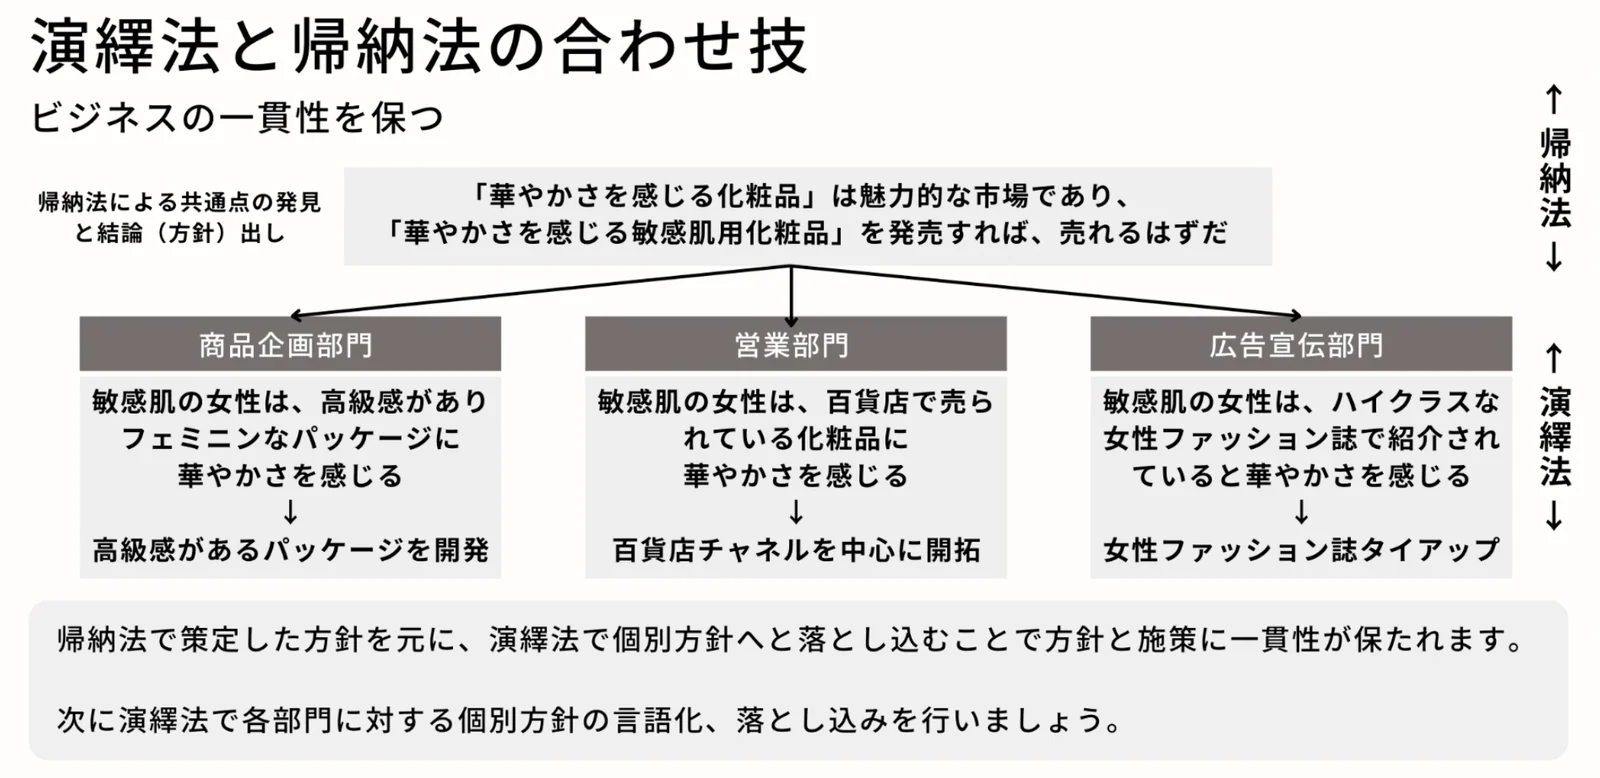 演繹法と帰納法の合わせ技
ビジネスの一貫性を保つ
帰納法による共通点の発見
と結論（方針）出し
「華やかさを感じる化粧品」は魅力的な市場であり、
「華やかさを感じる敏感肌用化粧品」を発売すれば、売れるはずだ
↑帰納法↓
商品企画部門
敏感肌の女性は、高級感があり
フェミニンなパッケージに
華やかさを感じる
↓
高級感があるパッケージを開発
営業部門
敏感肌の女性は、百貨店で売ら
れている化粧品に
華やかさを感じる
↓
百貨店チャネルを中心に開拓
広告宣伝部門
敏感肌の女性は、ハイクラスな
女性ファッション誌で紹介され
ていると華やかさを感じる
↓
女性ファッション誌タイアップ
↑演繹法↓
帰納法で策定した方針を元に、演繹法で個別方針へと落とし込むことで方針と施策に一貫性が保たれます。
次に演繹法で各部門に対する個別方針の言語化、落とし込みを行いましょう。